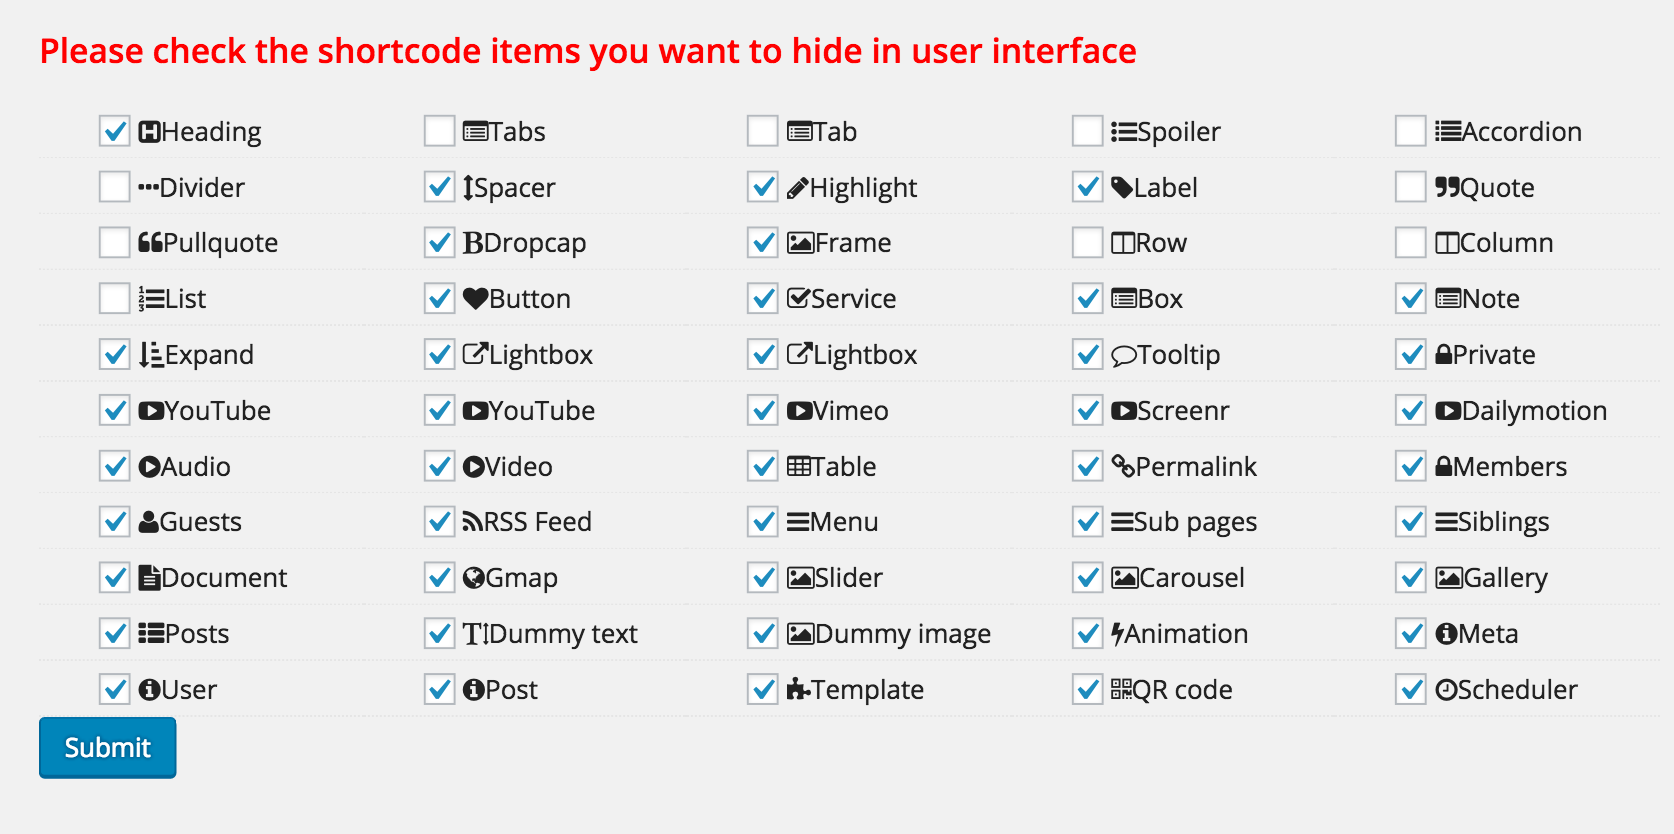 Please check the shortcode items you want to hide in user interface
Heading Tabs Tab Spoiler Accordion
Divider Spacer Highlight Label Quote
Pullquote Dropcap Frame Row Column
List Button Service Box Note
Expand Lightbox Lightbox Tooltip Private
YouTube YouTube Vimeo Screenr Dailymotion
Audio Video Table Permalink Members
Guests RSS Feed Menu Sub pages Siblings
Document Gmap Slider Carousel Gallery
Posts Dummy text Dummy image Animation Meta
User Post Template QR code Scheduler
Submit